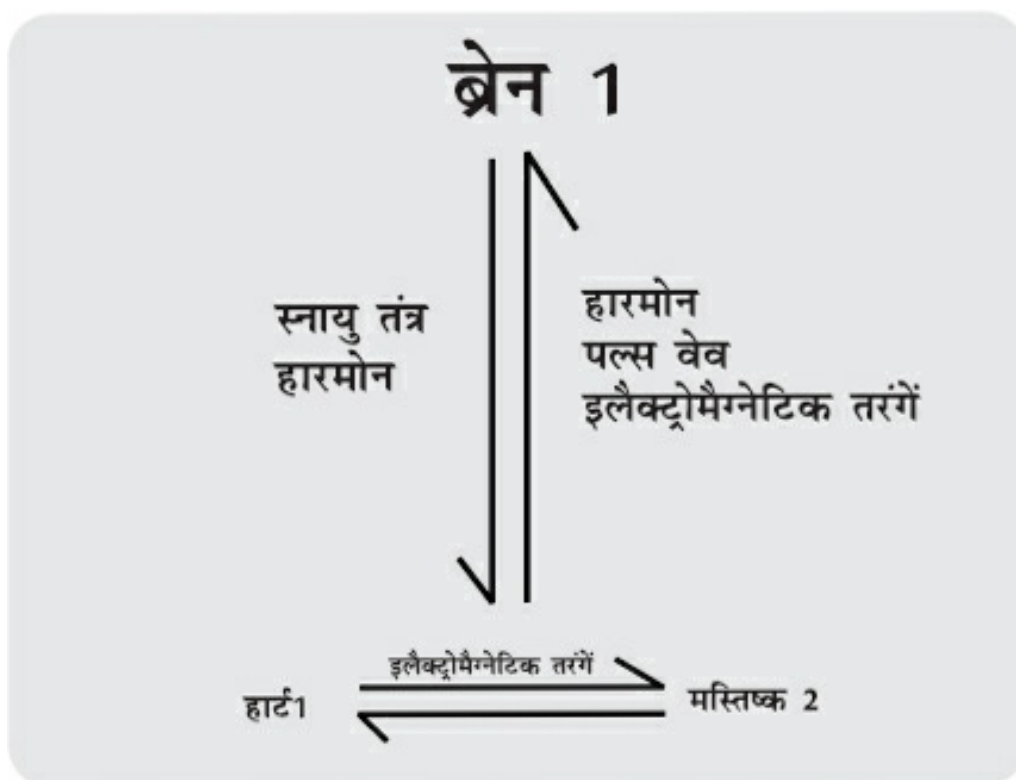 ब्रेन 1
स्नायु तंत्र
हारमोन
हारमोन
पल्स वेव
इलैक्ट्रोमैग्नेटिक तरंगें
इलैक्ट्रोमैग्नेटिक तरंगें
हार्ट1
मस्तिष्क 2